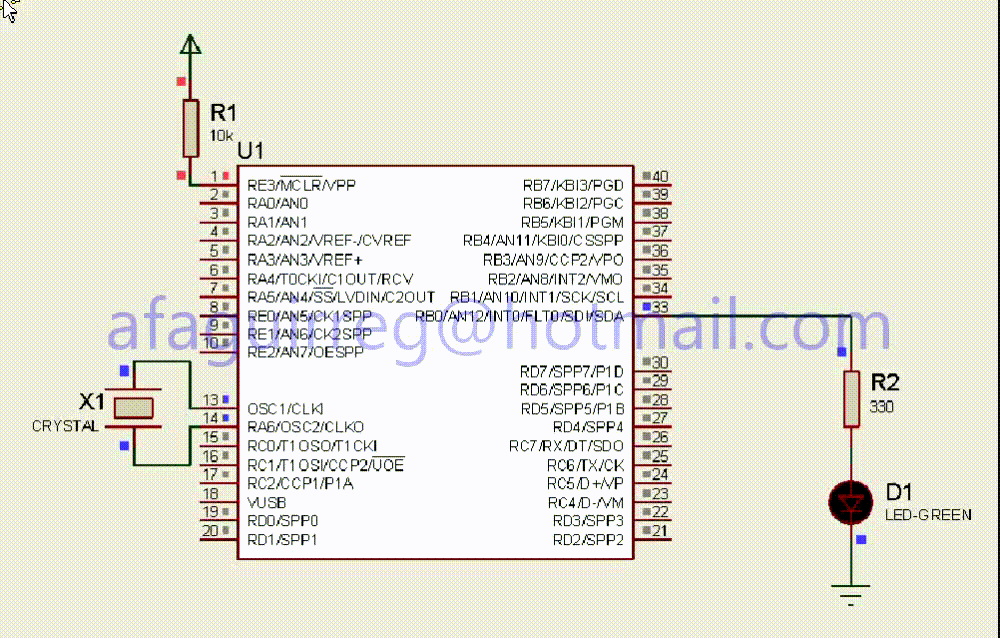 R1
10k
U1
1 RE3/MCLR/VPP
2 RA0/AN0
3 RA1/AN1
4 RA2/AN2/VREF-/CVREF
5 RA3/AN3/VREF+
6 RA4/T0CKI/C1OUT/RCV
7 RA5/AN4/SS/LVDIN/C2OUT
8 RE0/AN5/CK1SPP
9 RE1/AN6/CK2SPP
10 RE2/AN7/OESPP
13 OSC1/CLKI
14 RA6/OSC2/CLKO
15 RC0/T1OSO/T1CKI
16 RC1/T1OSI/CCP2/UOE
17 RC2/CCP1/P1A
18 VUSB
19 RD0/SPP0
20 RD1/SPP1
RB7/KBI3/PGD 40
RB6/KBI2/PGC 39
RB5/KBI1/PGM 38
RB4/AN11/KBI0/CSSPP 37
RB3/AN9/CCP2/VPO 36
RB2/AN8/INT2/VMO 35
RB1/AN10/INT1/SCK/SCL 34
RB0/AN12/INT0/FLT0/SDI/SDA 33
RD7/SPP7/P1D 30
RD6/SPP6/P1C 29
RD5/SPP5/P1B 28
RD4/SPP4 27
RC7/RX/DT/SDO 26
RC6/TX/CK 25
RC5/D+/VP 24
RC4/D-/VM 23
RD3/SPP3 22
RD2/SPP2 21
afaguilreg@hotmail.com
X1
CRYSTAL
R2
330
D1
LED-GREEN